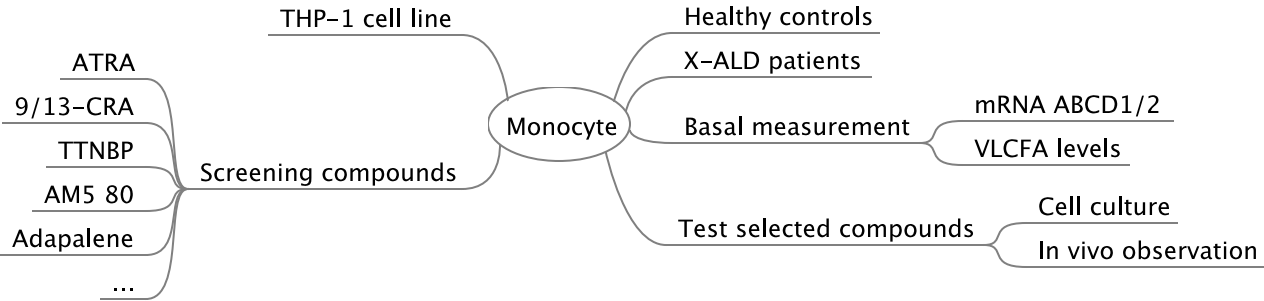 THP-1 cell line
ATRA
9/13-CRA
TTNBP
AM5 80
Adapalene
...
Screening compounds
Monocyte
Healthy controls
X-ALD patients
Basal measurement
mRNA ABCD1/2
VLCFA levels
Test selected compounds
Cell culture
In vivo observation